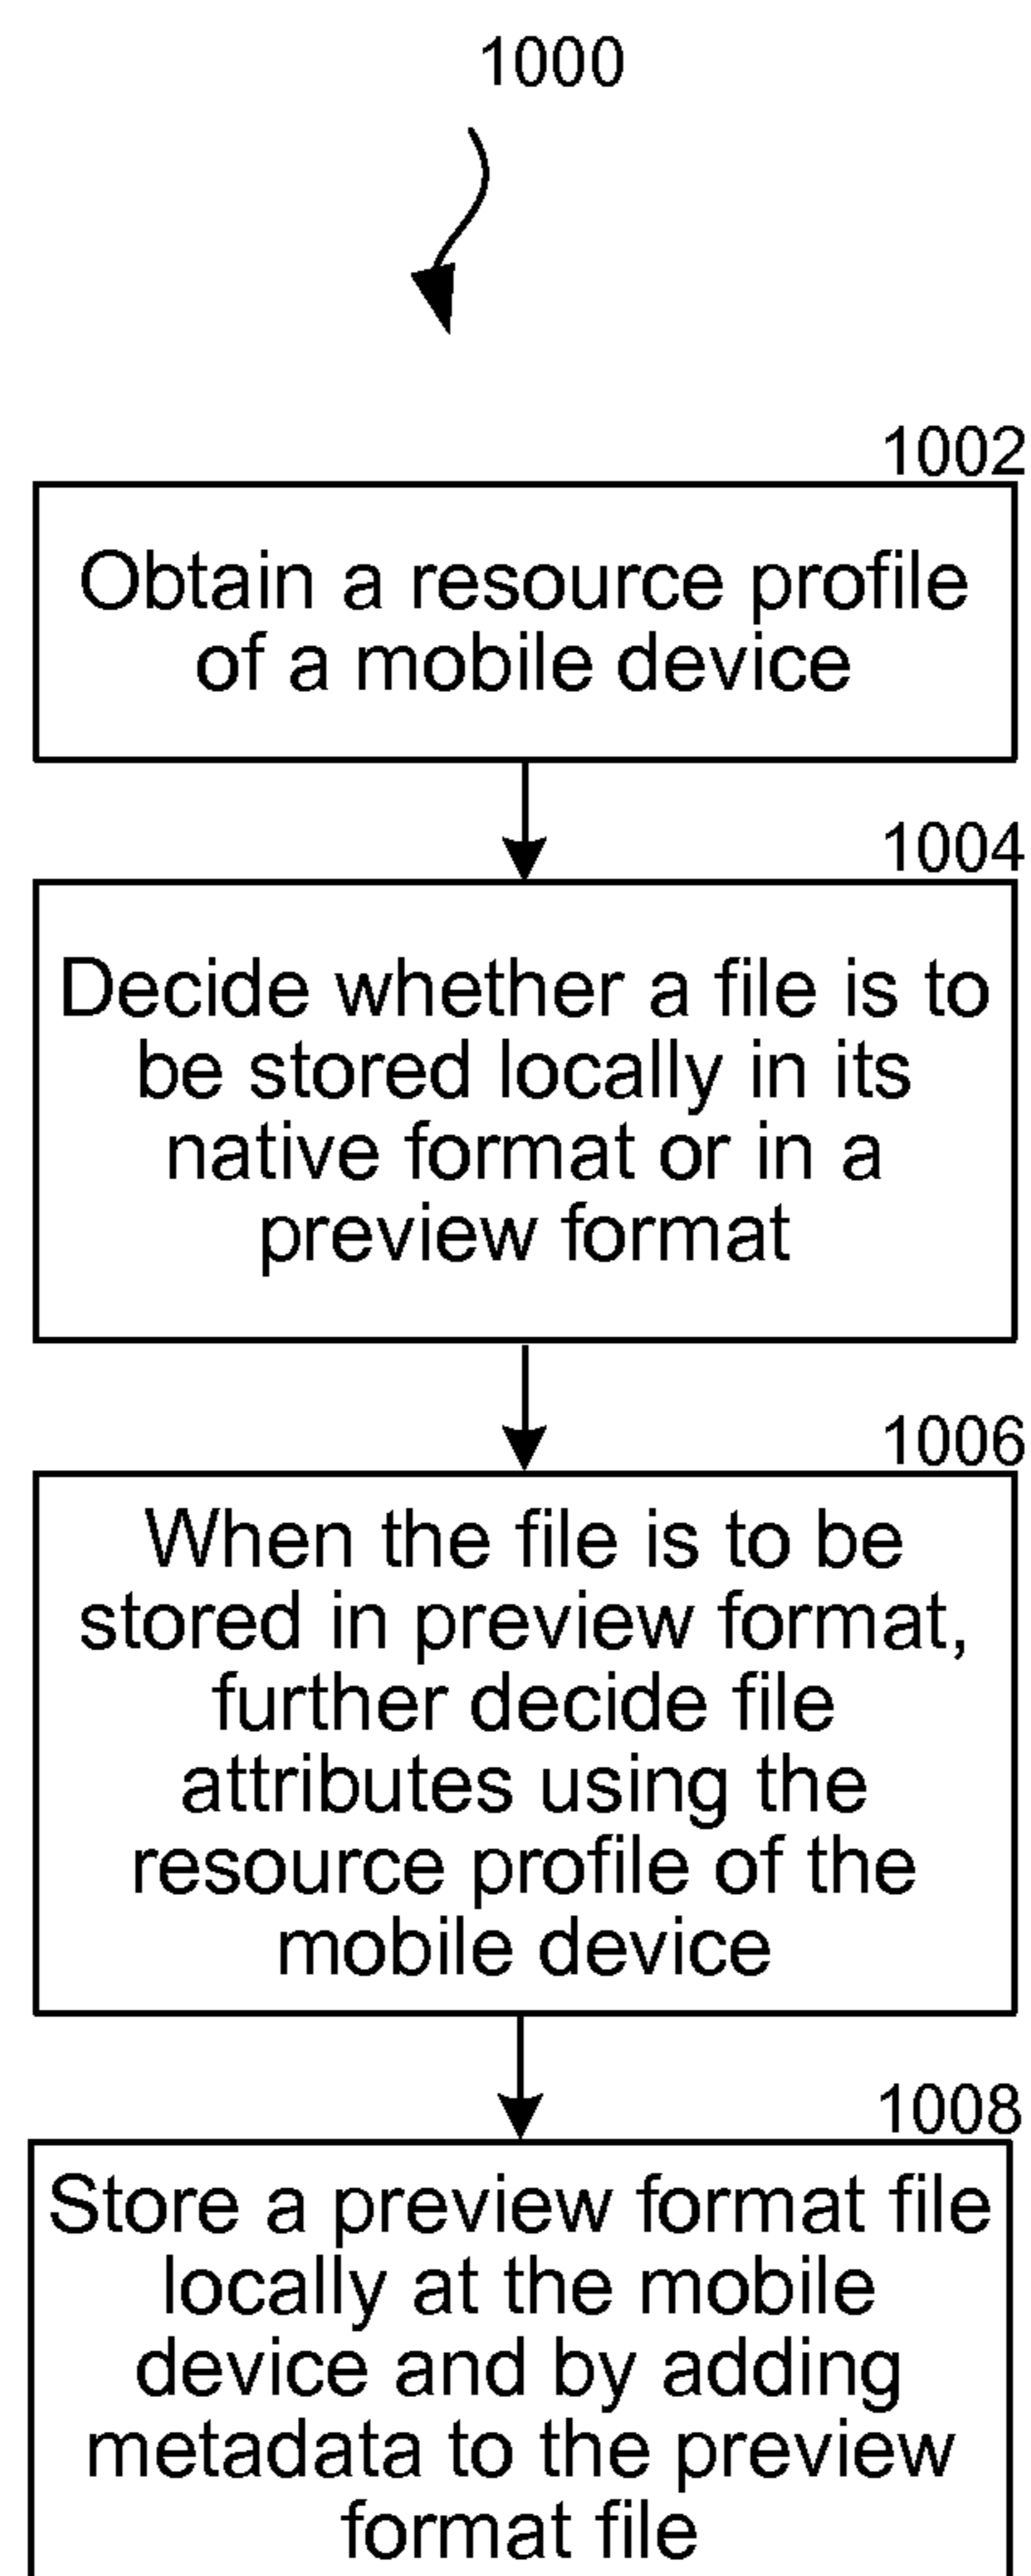 1000
1002
Obtain a resource profile
of a mobile device
1004
Decide whether a file is to
be stored locally in its
native format or in a
preview format
1006
When the file is to be
stored in preview format,
further decide file
attributes using the
resource profile of the
mobile device
1008
Store a preview format file
locally at the mobile
device and by adding
metadata to the preview
format file